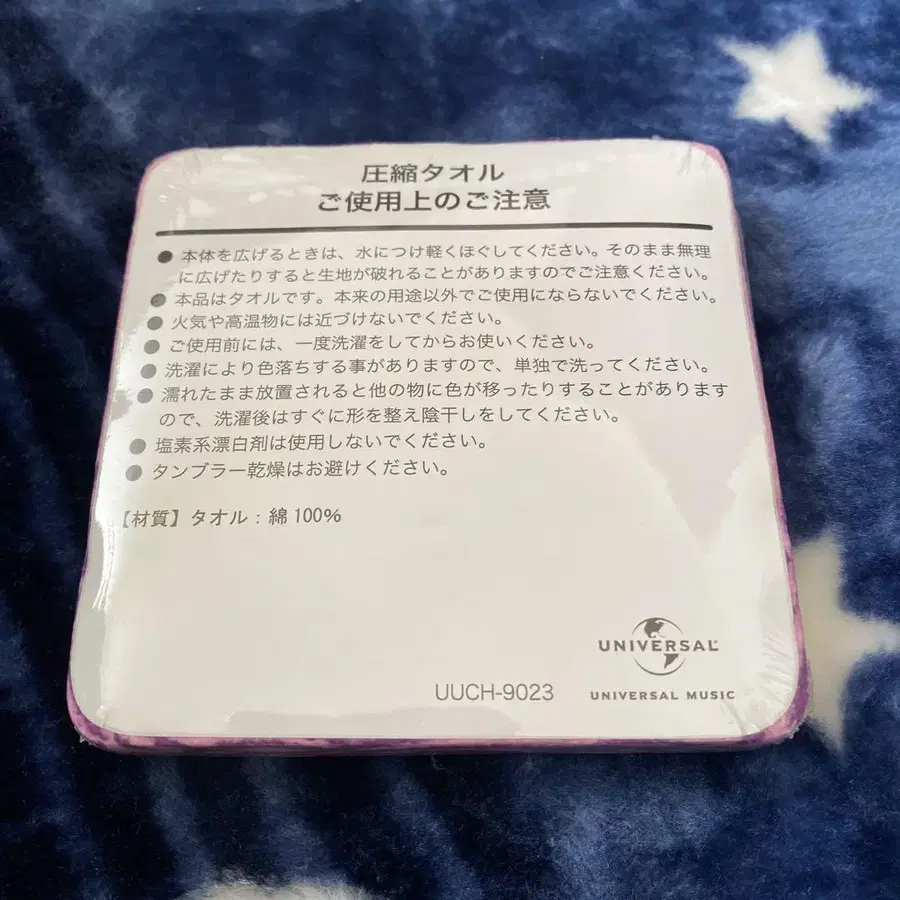 圧縮タオル
ご使用上のご注意
● 本体を広げるときは、水につけ軽くほぐしてください。そのまま無理
に広げたりすると生地が破れることがありますのでご注意ください。
● 本品はタオルです。本来の用途以外でご使用にならないでください。
● 火気や高温物には近づけないでください。
● ご使用前には、一度洗濯をしてからお使いください。
● 洗濯により色落ちする事がありますので、単独で洗ってください。
● 濡れたまま放置されると他の物に色が移ったりすることがあります
ので、洗濯後はすぐに形を整え陰干しをしてください。
● 塩素系漂白剤は使用しないでください。
● タンブラー乾燥はお避けください。
【材質】タオル：綿 100%
UNIVERSAL
UUCH-9023
UNIVERSAL MUSIC